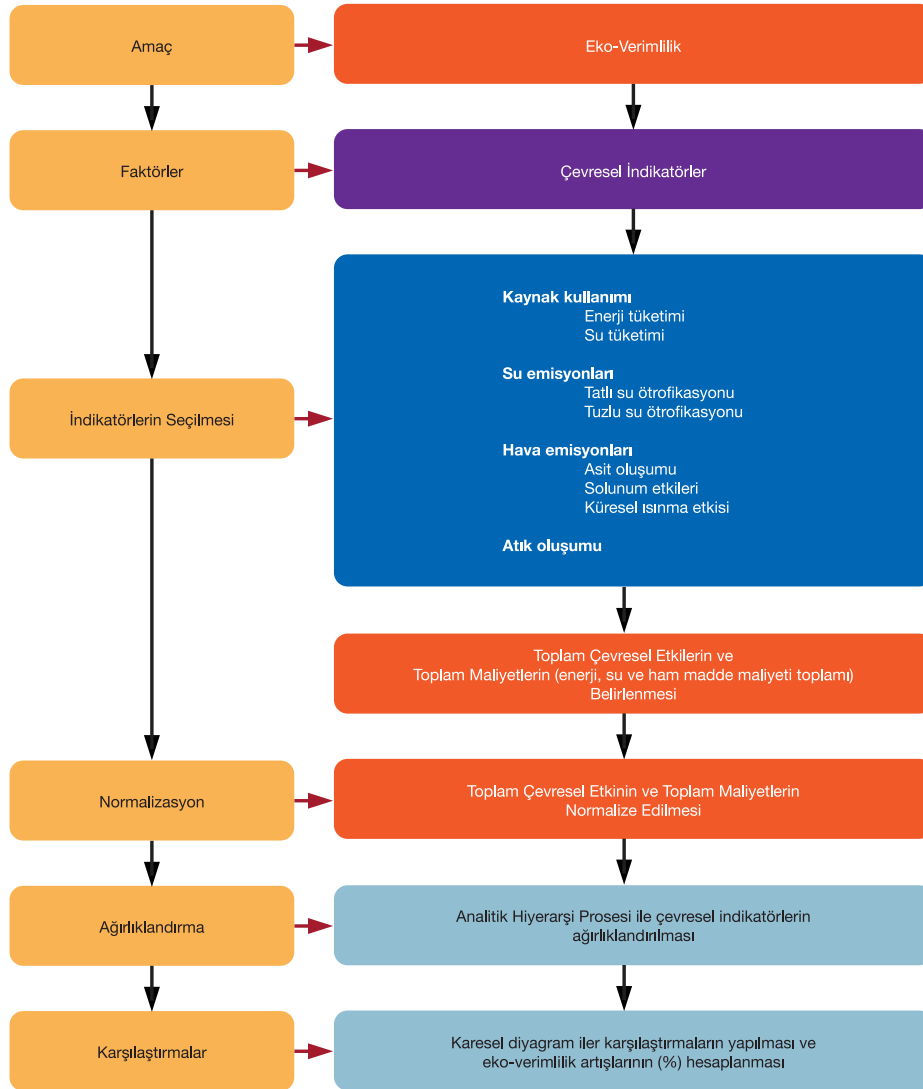 Amaç
Eko-Verimlilik
Faktörler
Çevresel İndikatörler
İndikatörlerin Seçilmesi
Kaynak kullanımı
Enerji tüketimi
Su tüketimi
Su emisyonları
Tatlı su ötrofikasyonu
Tuzlu su ötrofikasyonu
Hava emisyonları
Asit oluşumu
Solunum etkileri
Küresel ısınma etkisi
Atık oluşumu
Toplam Çevresel Etkilerin ve
Toplam Maliyetlerin (enerji, su ve ham madde maliyeti toplamı)
Belirlenmesi
Normalizasyon
Toplam Çevresel Etkinin ve Toplam Maliyetlerin
Normalize Edilmesi
Ağırlıklandırma
Analitik Hiyerarşi Prosesi ile çevresel indikatörlerin
ağırlıklandırılması
Karşılaştırmalar
Karesel diyagram iler karşılaştırmaların yapılması ve
eko-verimlilik artışlarının (%) hesaplanması